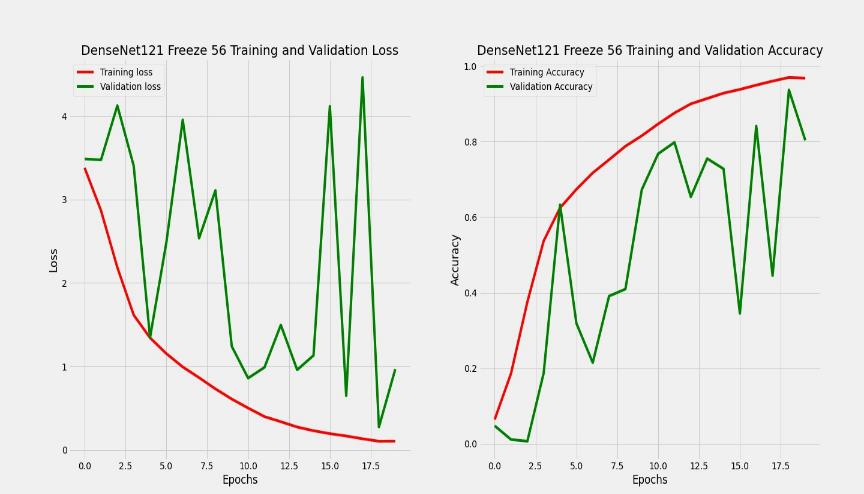 DenseNet121 Freeze 56 Training and Validation Loss
Training loss
Validation loss
4
3
2
1
0
Loss
0.0 2.5 5.0 7.5 10.0 12.5 15.0 17.5
Epochs
DenseNet121 Freeze 56 Training and Validation Accuracy
Training Accuracy
Validation Accuracy
1.0
0.8
0.6
0.4
0.2
0.0
Accuracy
0.0 2.5 5.0 7.5 10.0 12.5 15.0 17.5
Epochs